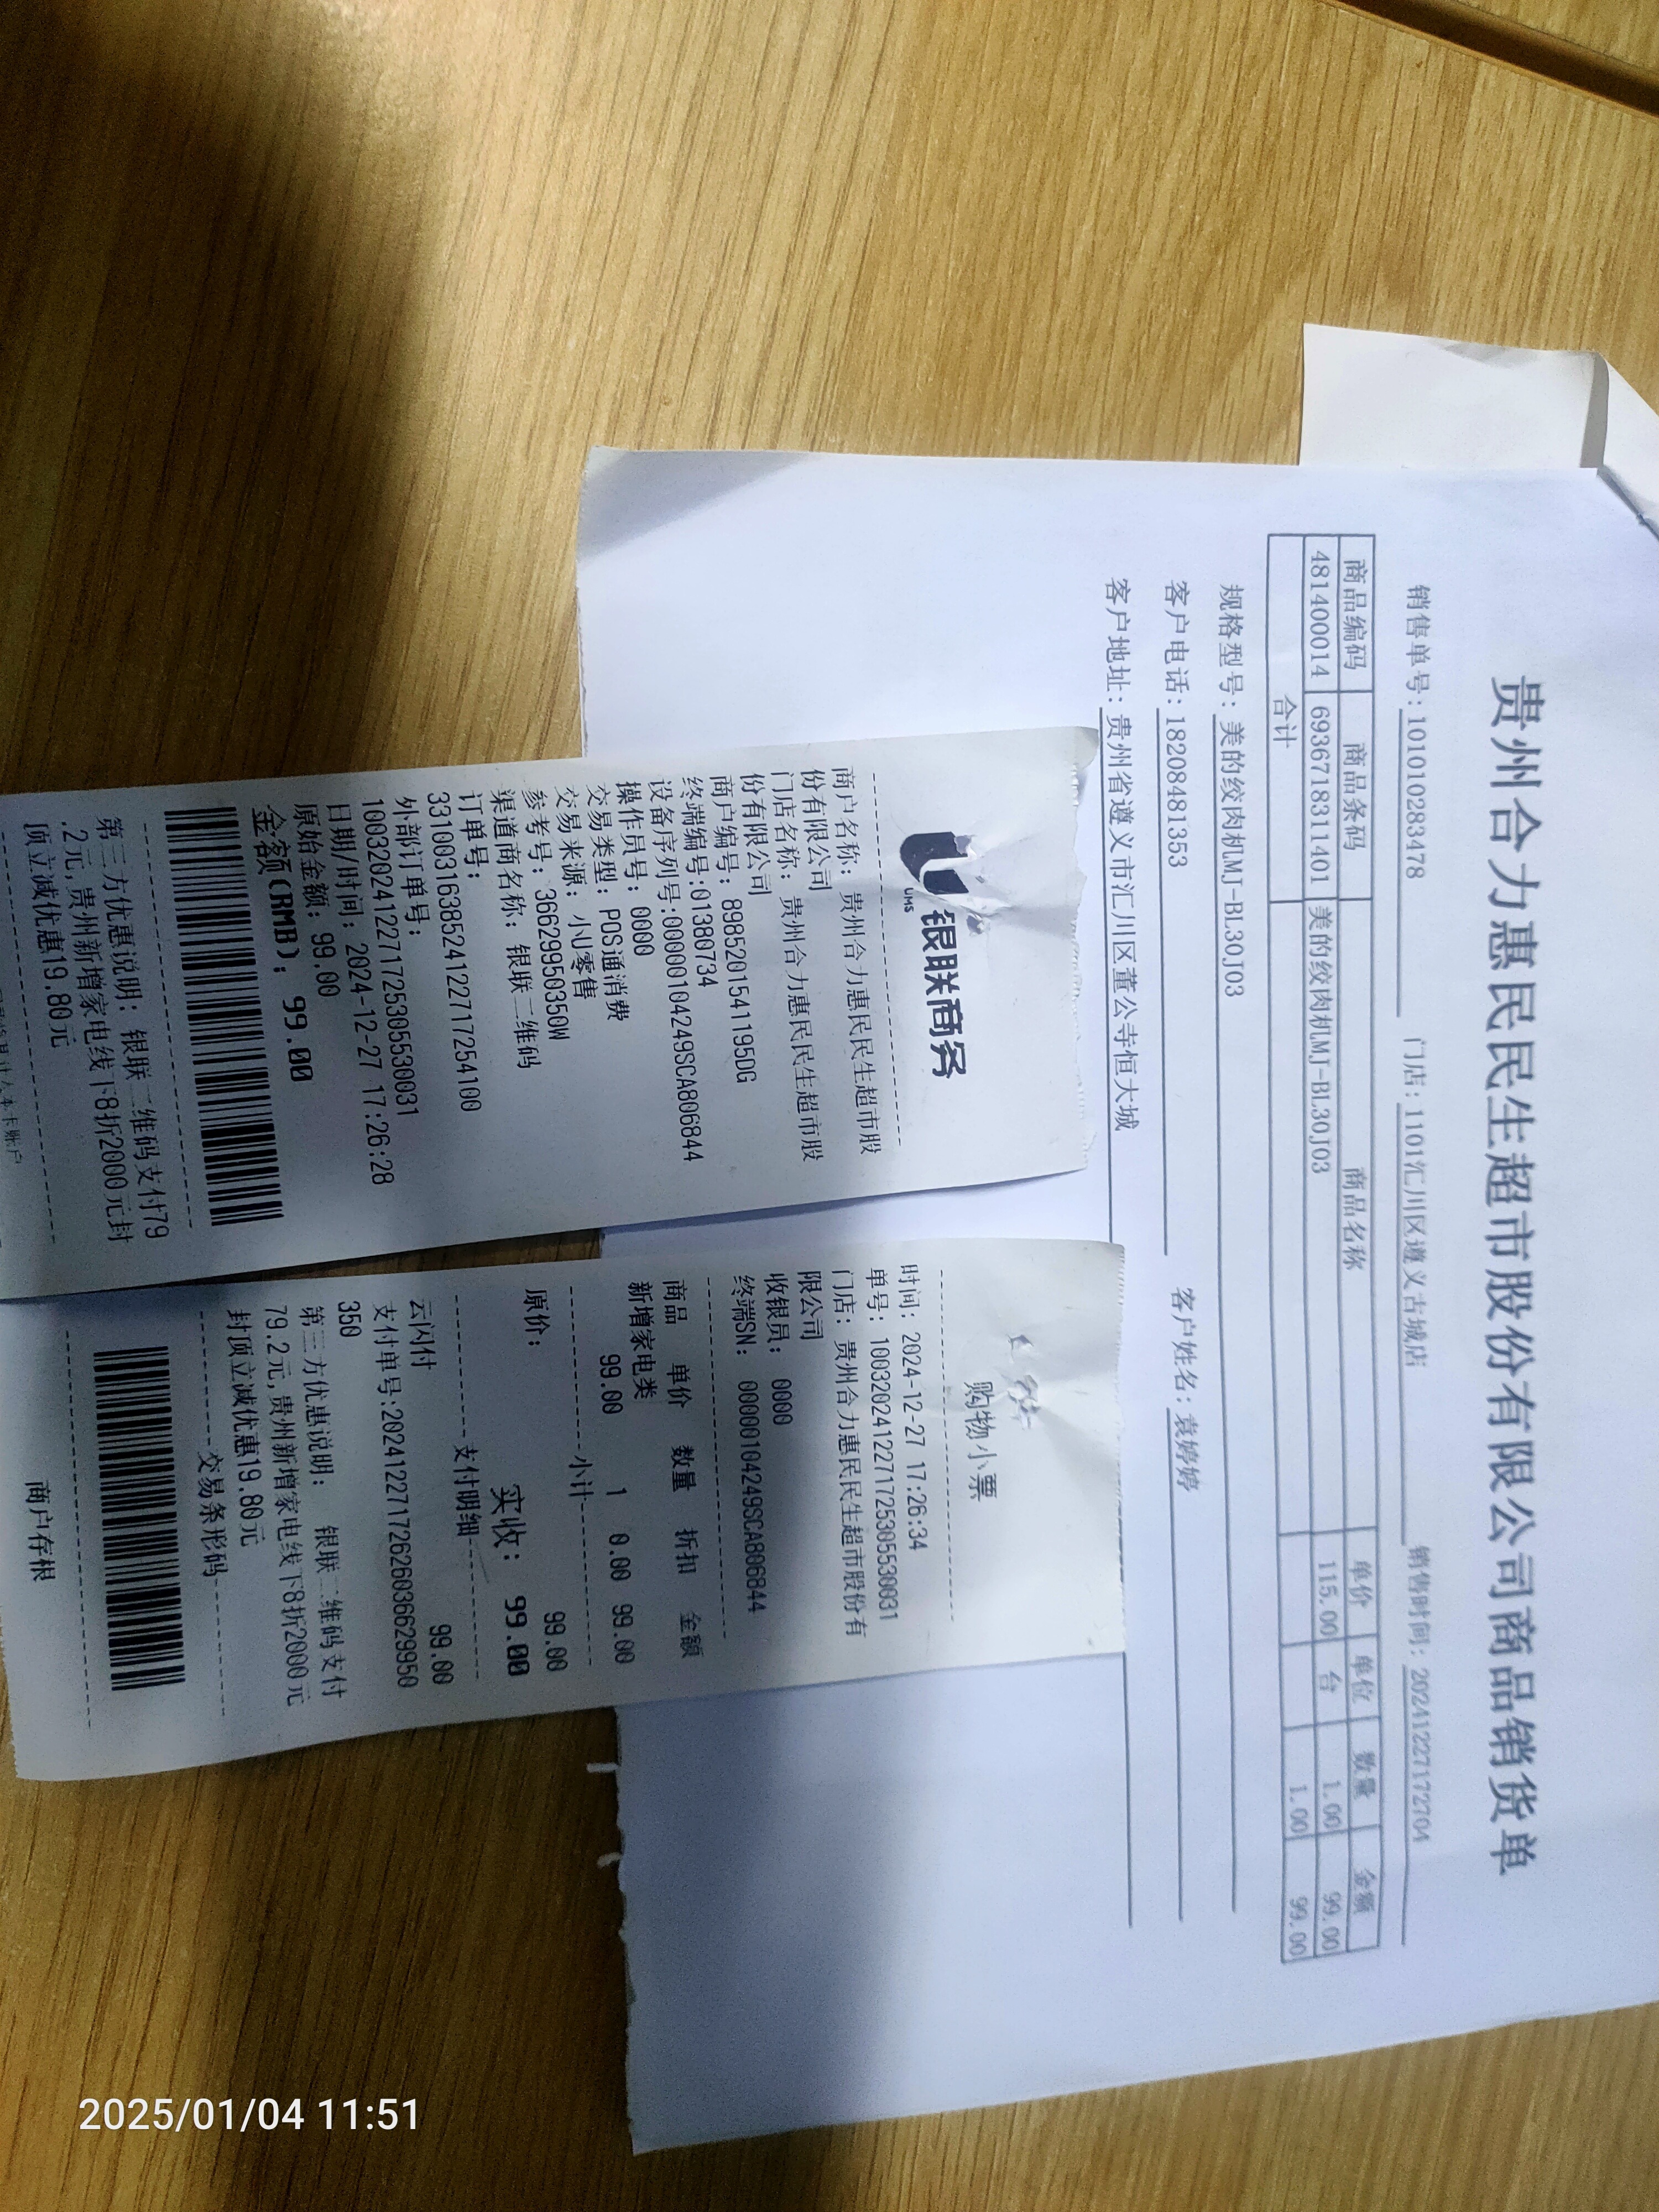 贵州合力惠民民生超市股份有限公司商品销货单
销售单号：101010283478 门店：1101汇川区遵义古城店 销售时间：20241227172704
商品编码 商品条码 商品名称 单价 单位 数量 金额
481400014 6936718311401 美的绞肉机MJ-BL30J03 115.00 台 1.00 99.00
合计 1.00 99.00
规格型号：美的绞肉机MJ-BL30J03
客户电话：18208481353 客户姓名：袁婷婷
客户地址：贵州省遵义市汇川区董公寺恒大城
UMS 银联商务
商户名称：贵州合力惠民民生超市股
份有限公司
门店名称：贵州合力惠民民生超市股
份有限公司
商户编号：89852015411950G
终端编号:01380734
设备序列号:00000104249SCA806844
操作员号：0000
交易类型：POS通消费
交易来源：小U零售
参考号：36629950350W
渠道商名称：银联二维码
订单号：
33100316385241227172541​00
外部订单号：
10032024122717253055300​31
日期/时间：2024-12-27 17:26:28
原始金额：99.00
金额(RMB)：99.00
第三方优惠说明：银联二维码支付79
.2元,贵州新增家电线下8折2000元封
顶立减优惠19.80元
购物小票
时间：2024-12-27 17:26:34
单号：1003202412271725305530031
门店：贵州合力惠民民生超市股份有
限公司
收银员：0000
终端SN：00000104249SCA806844
商品 单价 数量 折扣 金额
新增家电类
99.00 1 0.00 99.00
小计
原价： 99.00
实收：99.00
支付明细
云闪付 99.00
支付单号:20241227172626036629950
350
第三方优惠说明：银联二维码支付
79.2元,贵州新增家电线下8折2000元
封顶立减优惠19.80元
交易条形码
商户存根
2025/01/04 11:51